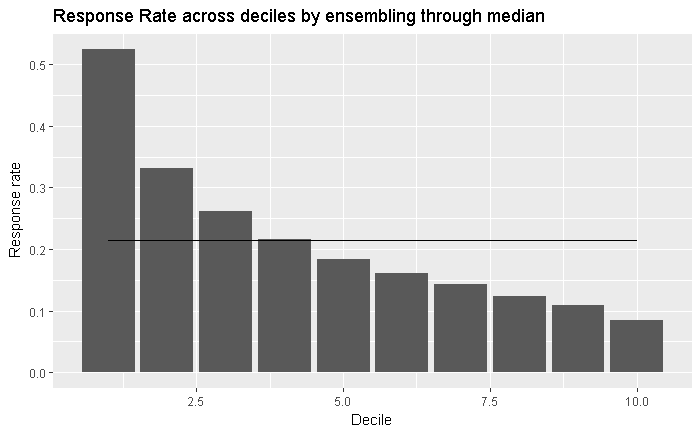 Response Rate across deciles by ensembling through median
0.5
0.4
0.3
0.2
0.1
0.0
Response rate
2.5 5.0 7.5 10.0
Decile